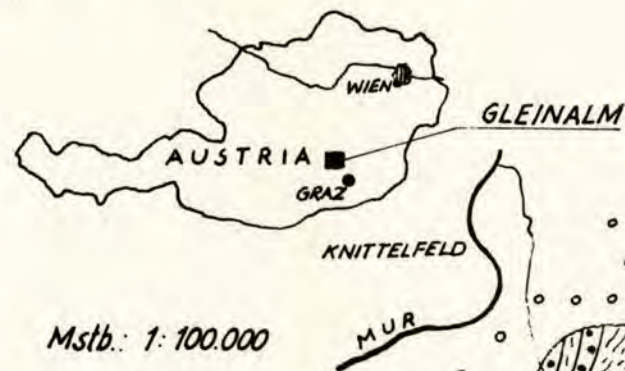 WIEN
GLEINALM
AUSTRIA
GRAZ
KNITTELFELD
Mstb.: 1:100.000
MUR